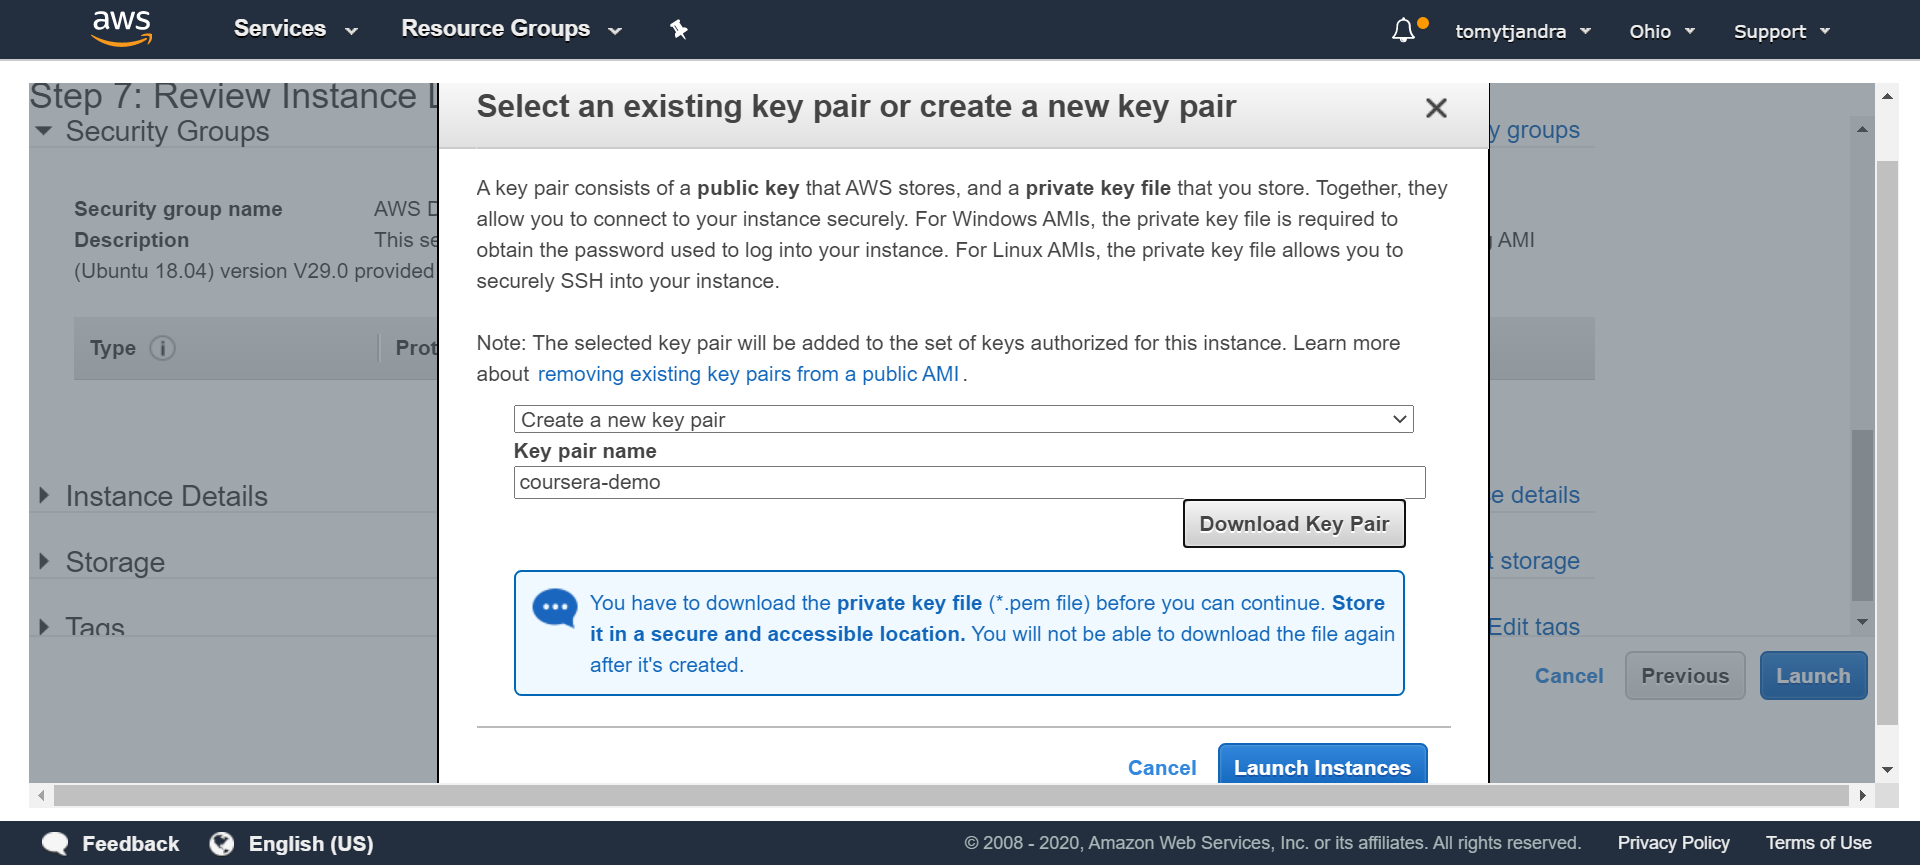 aws
Services
Resource Groups
tomytjandra
Ohio
Support
Step 7: Review Instance
Security Groups
y groups
Security group name
AWS D
Description
This se
AMI
(Ubuntu 18.04) version V29.0 provided
Type
Prot
Instance Details
e details
Storage
t storage
Tags
Edit tags
Cancel
Previous
Launch
Select an existing key pair or create a new key pair
A key pair consists of a public key that AWS stores, and a private key file that you store. Together, they
allow you to connect to your instance securely. For Windows AMIs, the private key file is required to
obtain the password used to log into your instance. For Linux AMIs, the private key file allows you to
securely SSH into your instance.
Note: The selected key pair will be added to the set of keys authorized for this instance. Learn more
about removing existing key pairs from a public AMI.
Create a new key pair
Key pair name
coursera-demo
Download Key Pair
You have to download the private key file (*.pem file) before you can continue. Store
it in a secure and accessible location. You will not be able to download the file again
after it's created.
Cancel
Launch Instances
Feedback
English (US)
© 2008 - 2020, Amazon Web Services, Inc. or its affiliates. All rights reserved.
Privacy Policy
Terms of Use